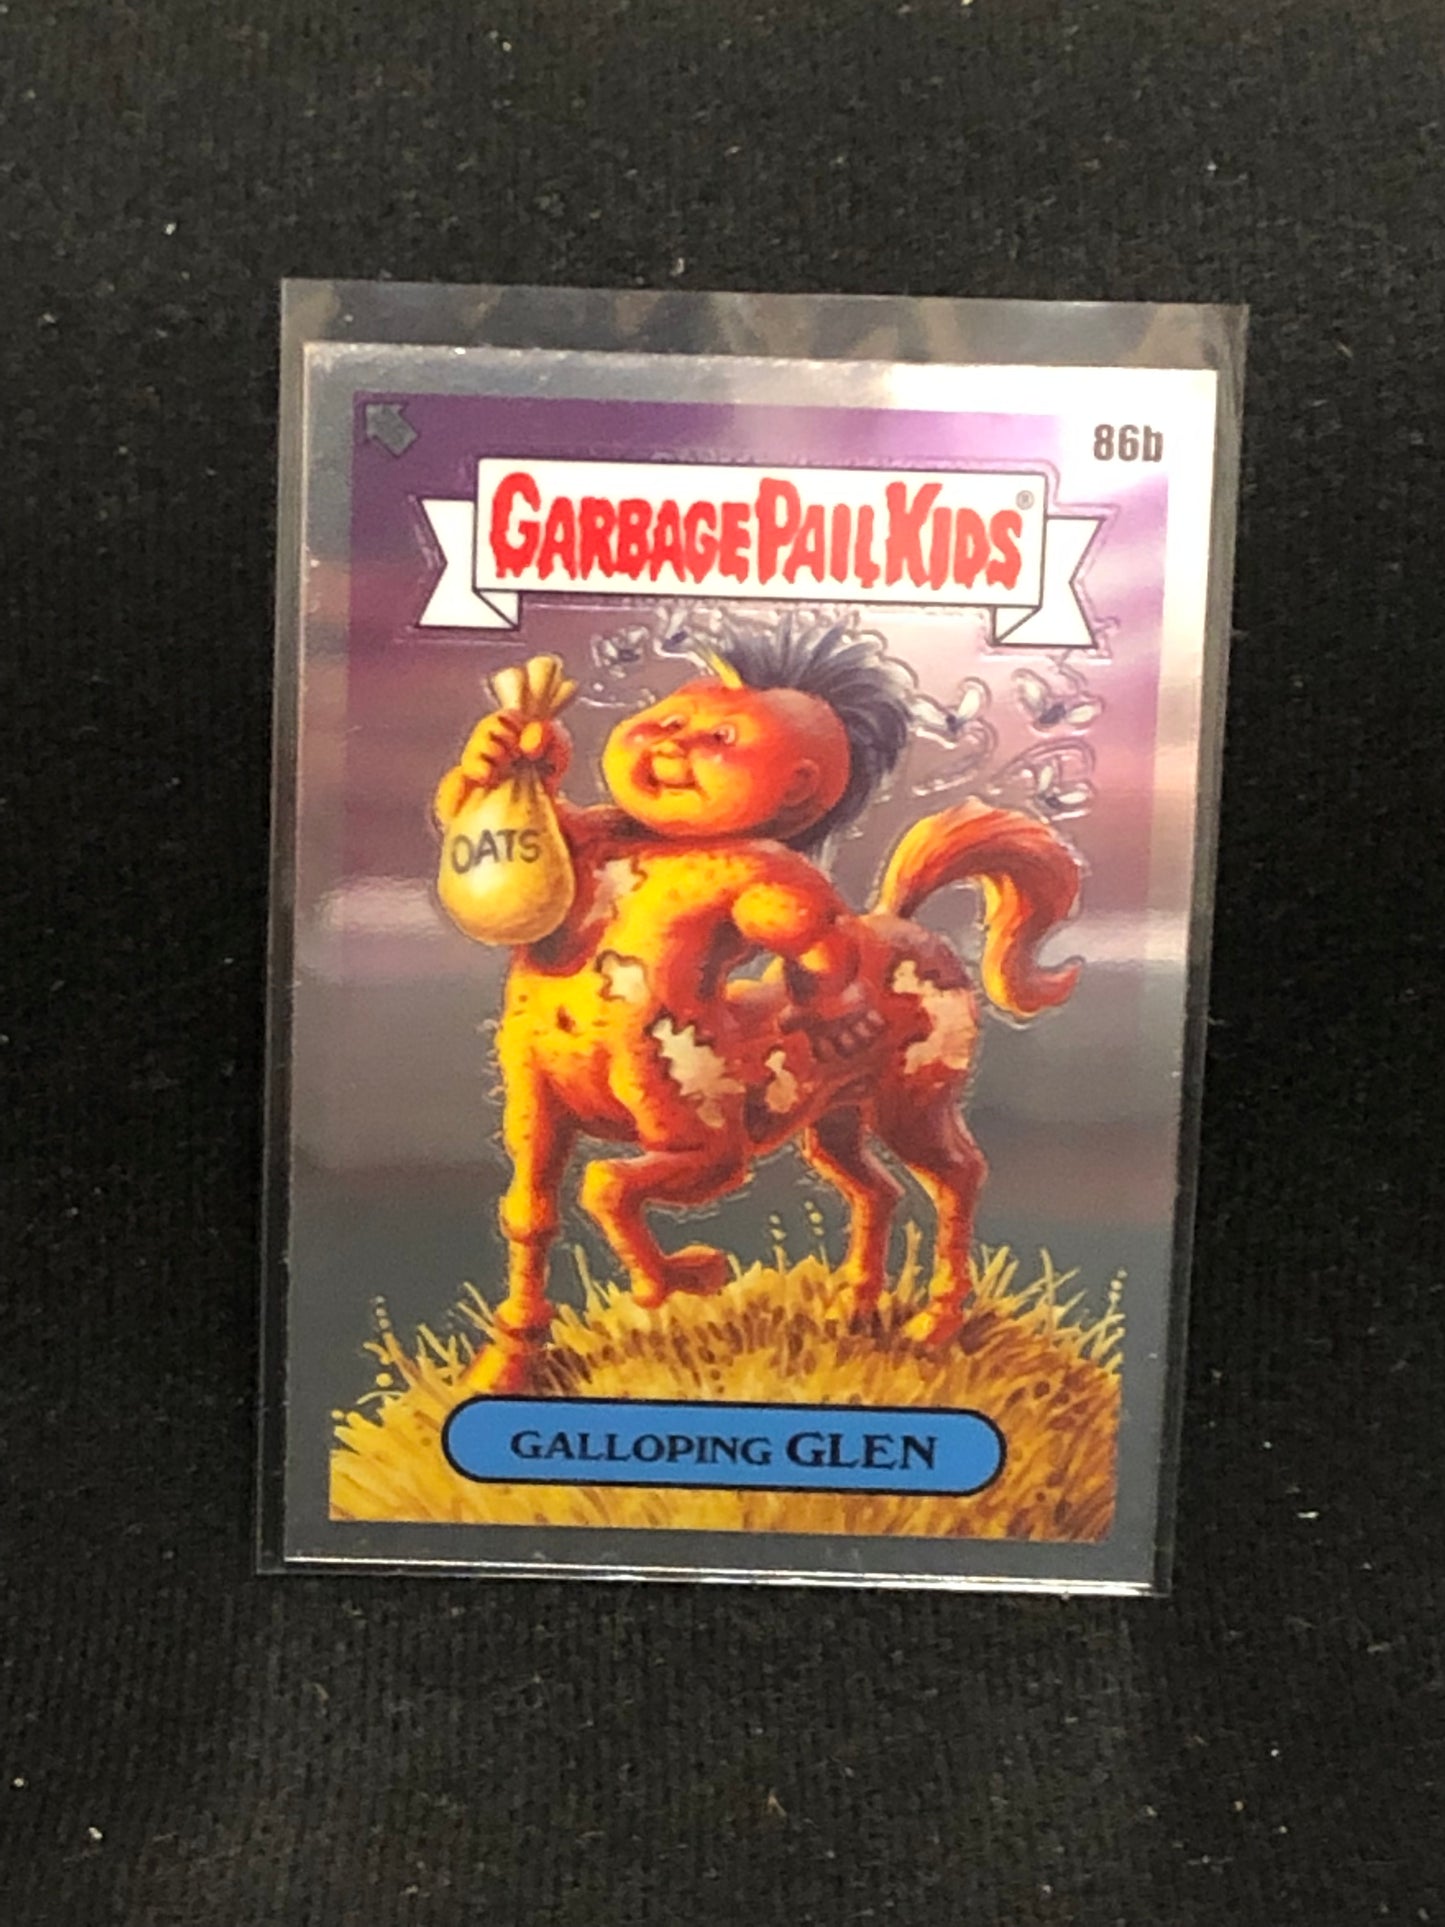 86b
GARBAGE PAIL KIDS®
OATS
GALLOPING GLEN